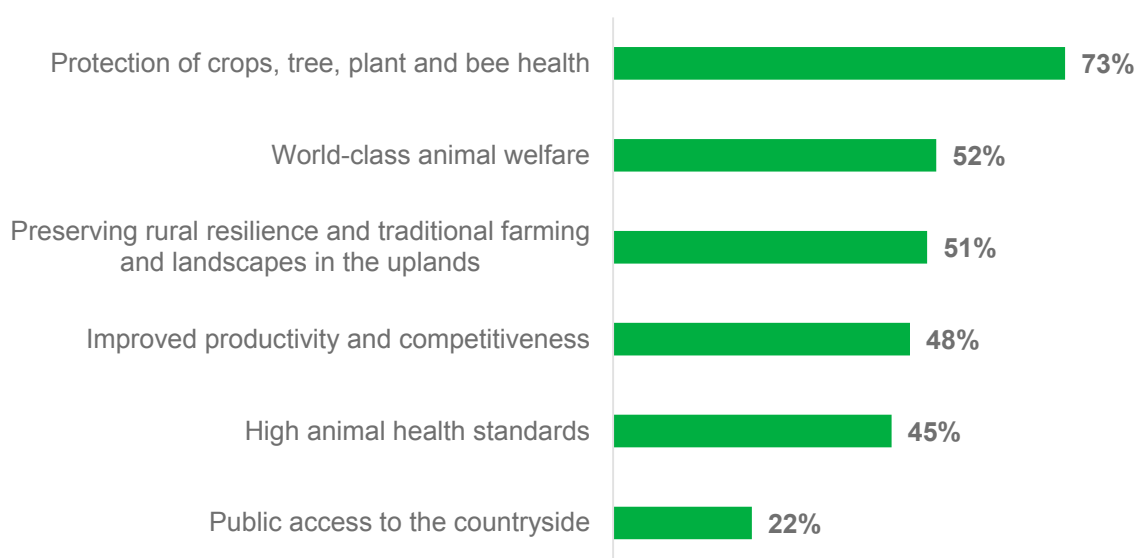 Protection of crops, tree, plant and bee health 73%
World-class animal welfare 52%
Preserving rural resilience and traditional farming
and landscapes in the uplands 51%
Improved productivity and competitiveness 48%
High animal health standards 45%
Public access to the countryside 22%